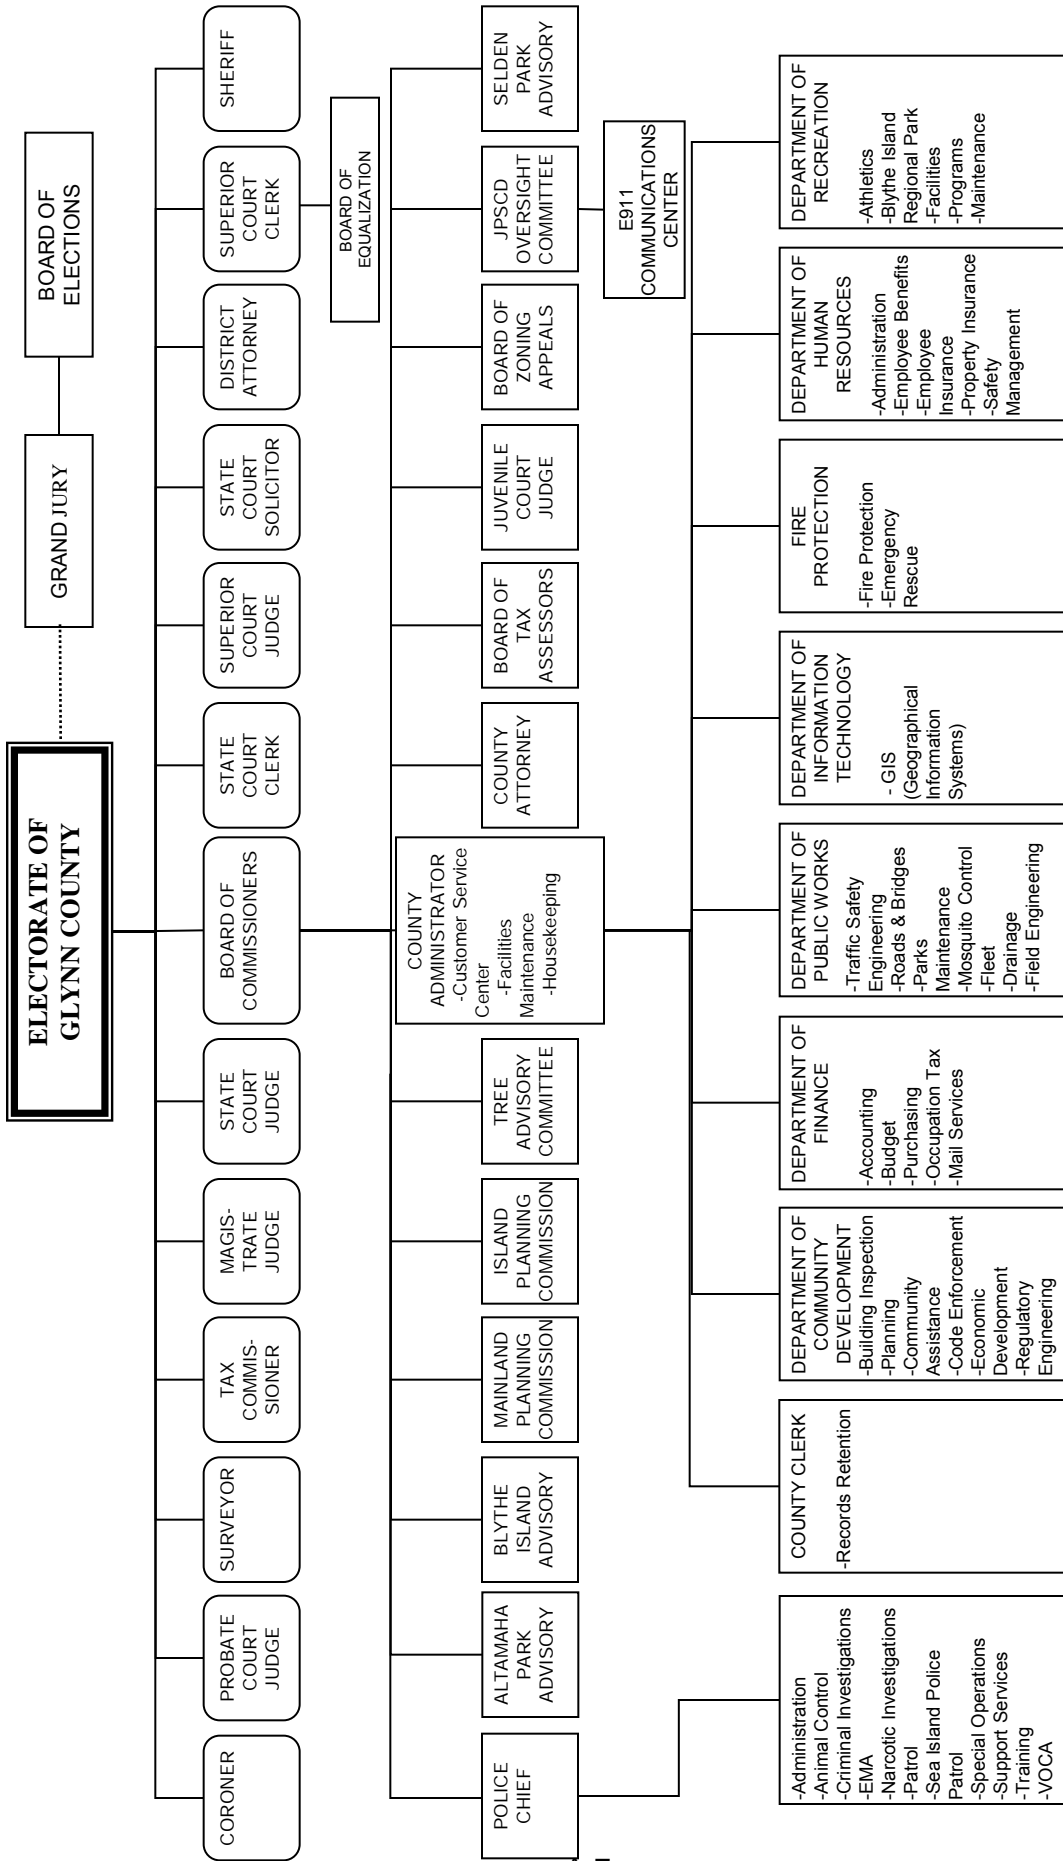 ELECTORATE OF
GLYNN COUNTY
GRAND JURY
BOARD OF
ELECTIONS
CORONER
PROBATE
COURT
JUDGE
SURVEYOR
TAX
COMMIS-
SIONER
MAGIS-
TRATE
JUDGE
STATE
COURT
JUDGE
BOARD OF
COMMISSIONERS
STATE
COURT
CLERK
SUPERIOR
COURT
JUDGE
STATE
COURT
SOLICITOR
DISTRICT
ATTORNEY
SUPERIOR
COURT
CLERK
SHERIFF
BOARD OF
EQUALIZATION
POLICE
CHIEF
ALTAMAHA
PARK
ADVISORY
BLYTHE
ISLAND
ADVISORY
MAINLAND
PLANNING
COMMISSION
ISLAND
PLANNING
COMMISSION
TREE
ADVISORY
COMMITTEE
COUNTY
ADMINISTRATOR
-Customer Service
Center
-Facilities
Maintenance
-Housekeeping
COUNTY
ATTORNEY
BOARD OF
TAX
ASSESSORS
JUVENILE
COURT
JUDGE
BOARD OF
ZONING
APPEALS
JPSCD
OVERSIGHT
COMMITTEE
SELDEN
PARK
ADVISORY
E911
COMMUNICATIONS
CENTER
-Administration
-Animal Control
-Criminal Investigations
-EMA
-Narcotic Investigations
-Patrol
-Sea Island Police
Patrol
-Special Operations
-Support Services
-Training
-VOCA
COUNTY CLERK
-Records Retention
DEPARTMENT OF
COMMUNITY
DEVELOPMENT
-Building Inspection
-Planning
-Community
Assistance
-Code Enforcement
-Economic
Development
-Regulatory
Engineering
DEPARTMENT OF
FINANCE
-Accounting
-Budget
-Purchasing
-Occupation Tax
-Mail Services
DEPARTMENT OF
PUBLIC WORKS
-Traffic Safety
Engineering
-Roads & Bridges
-Parks
Maintenance
-Mosquito Control
-Fleet
-Drainage
-Field Engineering
DEPARTMENT OF
INFORMATION
TECHNOLOGY
- GIS
(Geographical
Information
Systems)
FIRE
PROTECTION
-Fire Protection
-Emergency
Rescue
DEPARTMENT OF
HUMAN
RESOURCES
-Administration
-Employee Benefits
-Employee
Insurance
-Property Insurance
-Safety
Management
DEPARTMENT OF
RECREATION
-Athletics
-Blythe Island
Regional Park
-Facilities
-Programs
-Maintenance